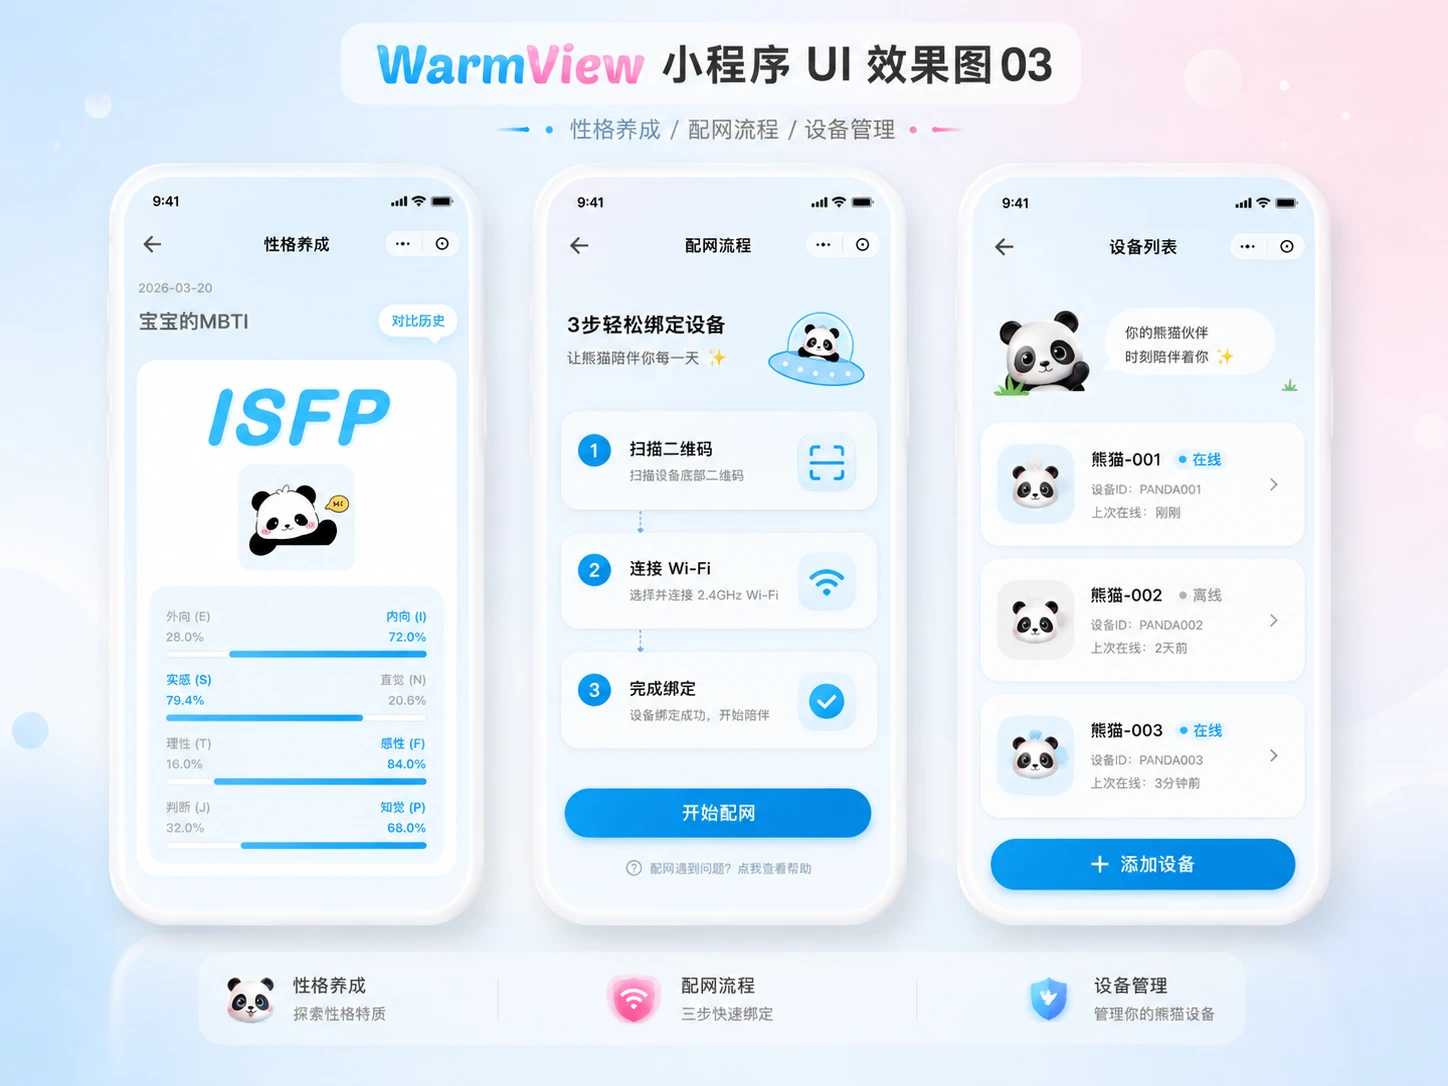 WarmView 小程序 UI 效果图03
性格养成 / 配网流程 / 设备管理
9:41
性格养成
2026-03-20
宝宝的MBTI
对比历史
ISFP
Hi
外向 (E)
内向 (I)
28.0%
72.0%
实感 (S)
直觉 (N)
79.4%
20.6%
理性 (T)
感性 (F)
16.0%
84.0%
判断 (J)
知觉 (P)
32.0%
68.0%
9:41
配网流程
3步轻松绑定设备
让熊猫陪伴你每一天
1
扫描二维码
扫描设备底部二维码
2
连接 Wi-Fi
选择并连接 2.4GHz Wi-Fi
3
完成绑定
设备绑定成功，开始陪伴
开始配网
配网遇到问题？点我查看帮助
9:41
设备列表
你的熊猫伙伴
时刻陪伴着你
熊猫-001 在线
设备ID：PANDA001
上次在线：刚刚
熊猫-002 离线
设备ID：PANDA002
上次在线：2天前
熊猫-003 在线
设备ID：PANDA003
上次在线：3分钟前
+ 添加设备
性格养成
探索性格特质
配网流程
三步快速绑定
设备管理
管理你的熊猫设备